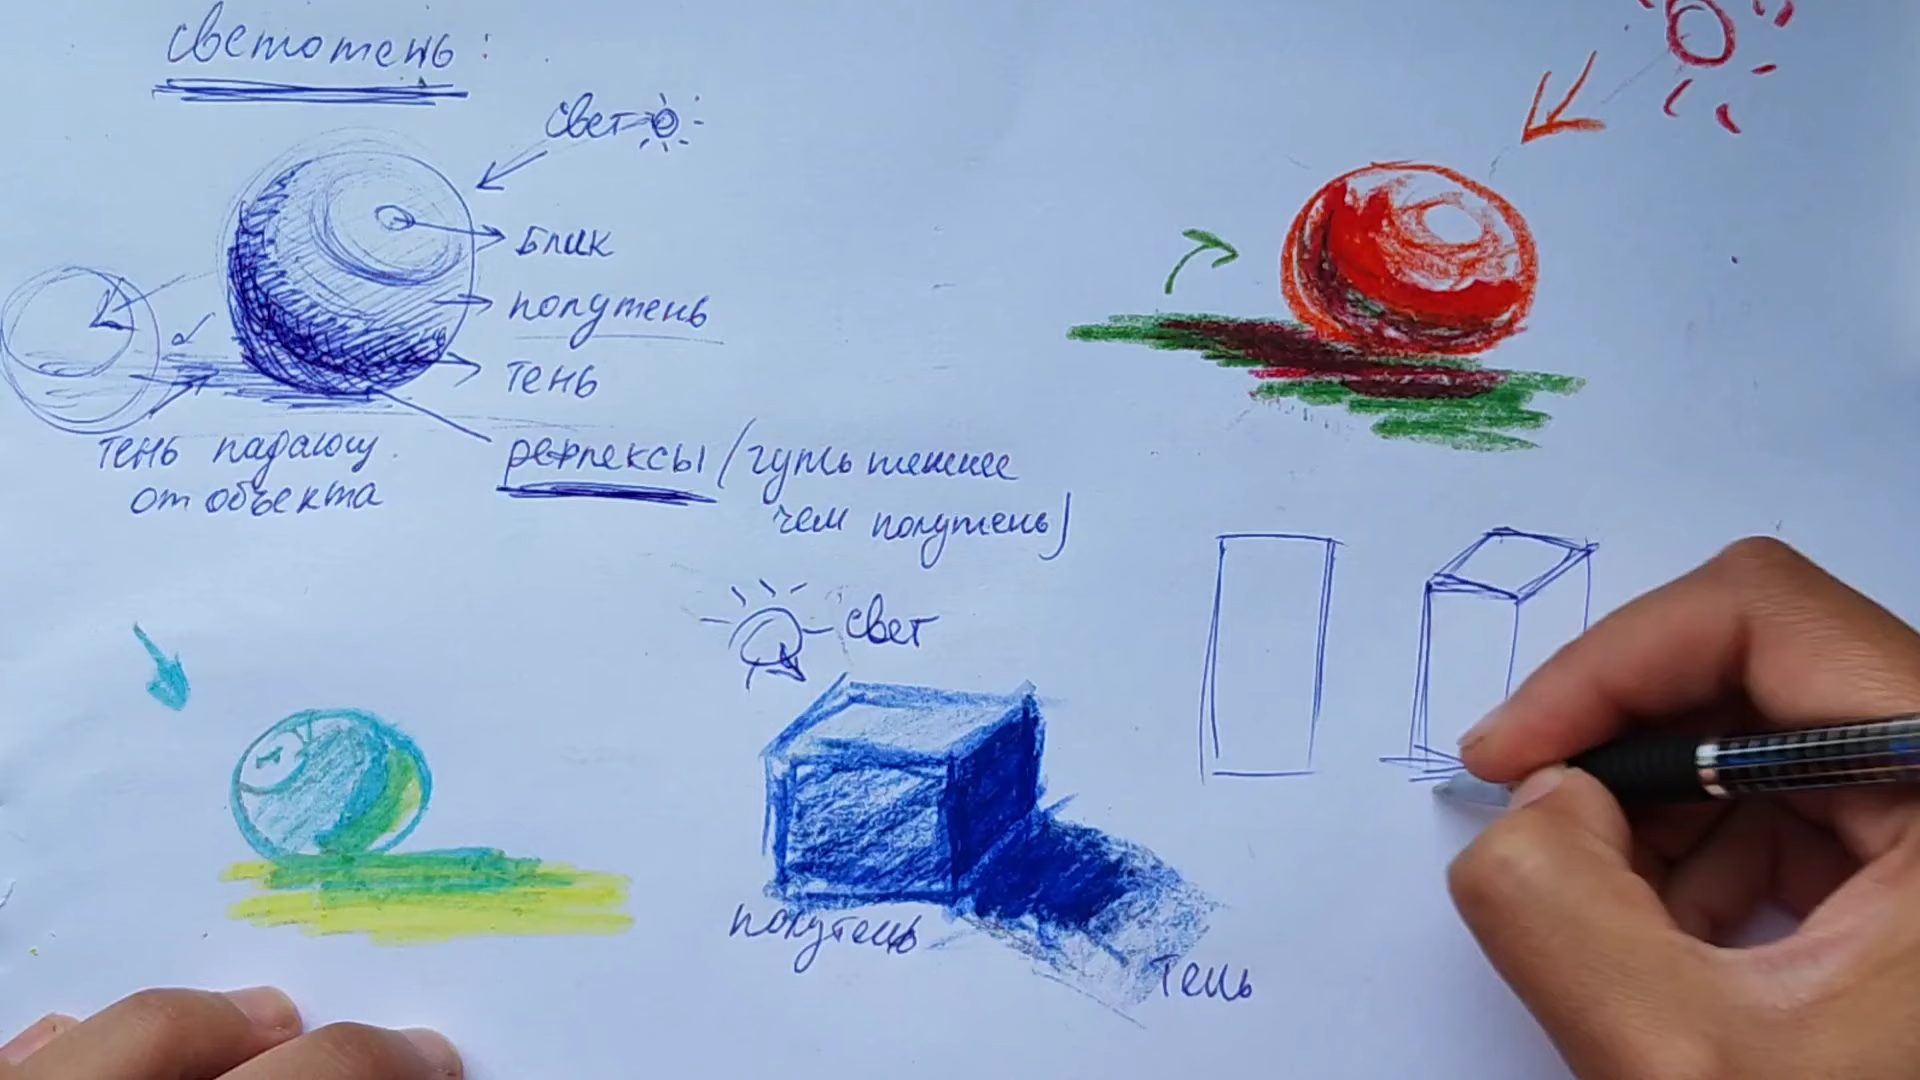 светотень:
свет
блик
полутень
тень
тень падающ.
от объекта
рефлексы (чуть темнее
чем полутень)
свет
полутень
тень